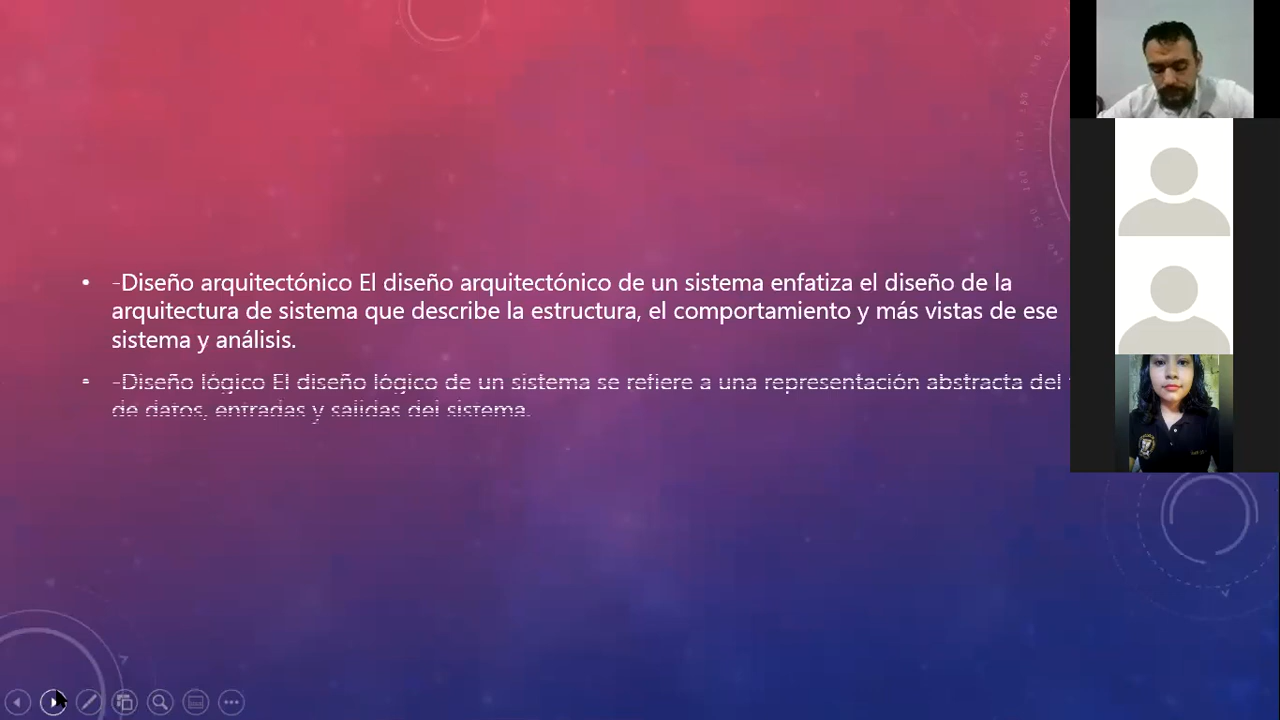 • -Diseño arquitectónico El diseño arquitectónico de un sistema enfatiza el diseño de la
arquitectura de sistema que describe la estructura, el comportamiento y más vistas de ese
sistema y análisis.
• -Diseño lógico El diseño lógico de un sistema se refiere a una representación abstracta del
de datos, entradas y salidas del sistema.